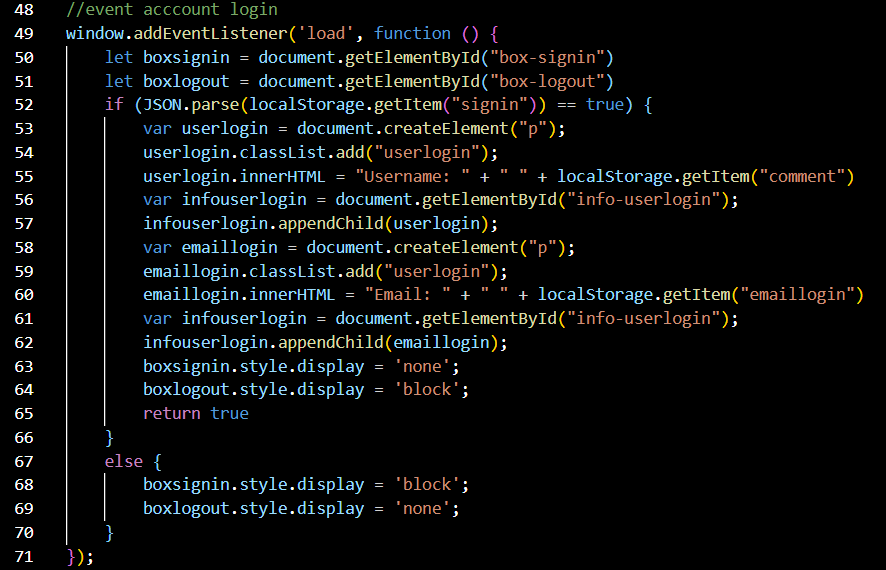 48 //event acccount login
49 window.addEventListener('load', function () {
50     let boxsignin = document.getElementById("box-signin")
51     let boxlogout = document.getElementById("box-logout")
52     if (JSON.parse(localStorage.getItem("signin")) == true) {
53         var userlogin = document.createElement("p");
54         userlogin.classList.add("userlogin");
55         userlogin.innerHTML = "Username: " + " " + localStorage.getItem("comment")
56         var infouserlogin = document.getElementById("info-userlogin");
57         infouserlogin.appendChild(userlogin);
58         var emaillogin = document.createElement("p");
59         emaillogin.classList.add("userlogin");
60         emaillogin.innerHTML = "Email: " + " " + localStorage.getItem("emaillogin")
61         var infouserlogin = document.getElementById("info-userlogin");
62         infouserlogin.appendChild(emaillogin);
63         boxsignin.style.display = 'none';
64         boxlogout.style.display = 'block';
65         return true
66     }
67     else {
68         boxsignin.style.display = 'block';
69         boxlogout.style.display = 'none';
70     }
71 });